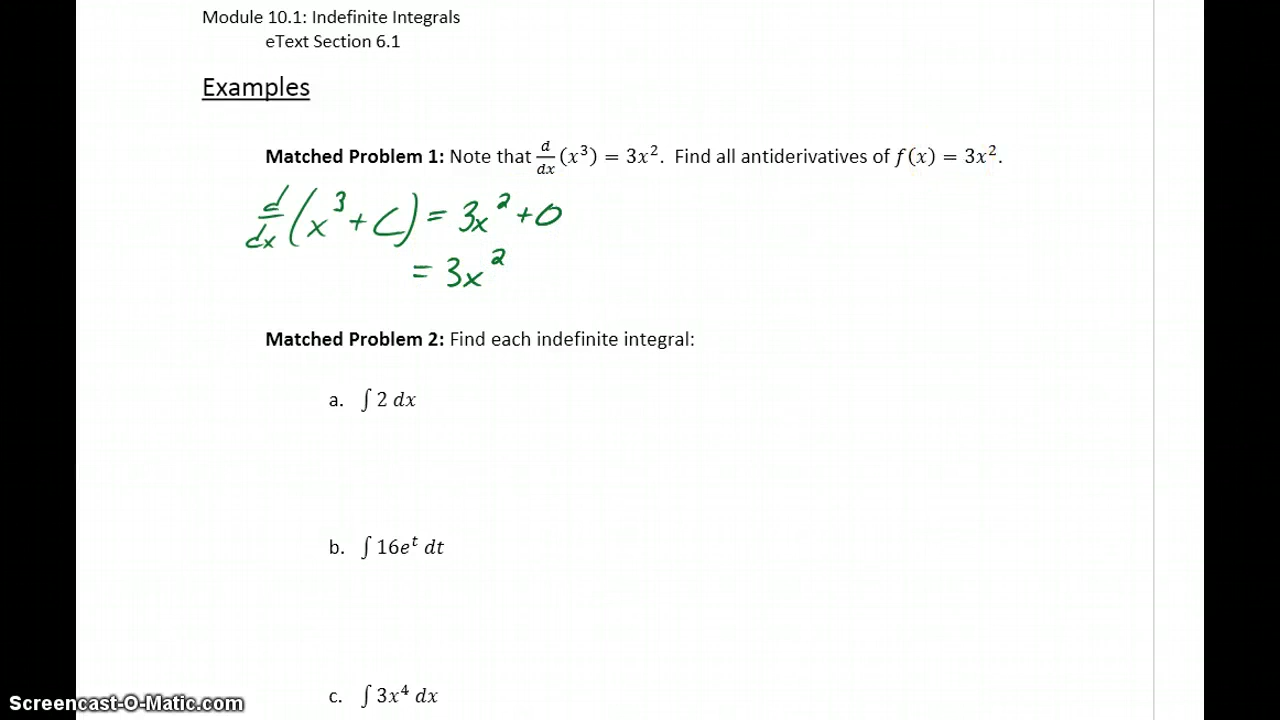 Module 10.1: Indefinite Integrals
eText Section 6.1
Examples
Matched Problem 1: Note that d/dx (x³) = 3x². Find all antiderivatives of f(x) = 3x².
d/dx (x³ + C) = 3x² + 0
= 3x²
Matched Problem 2: Find each indefinite integral:
a. ∫ 2 dx
b. ∫ 16eᵗ dt
c. ∫ 3x⁴ dx
Screencast-O-Matic.com